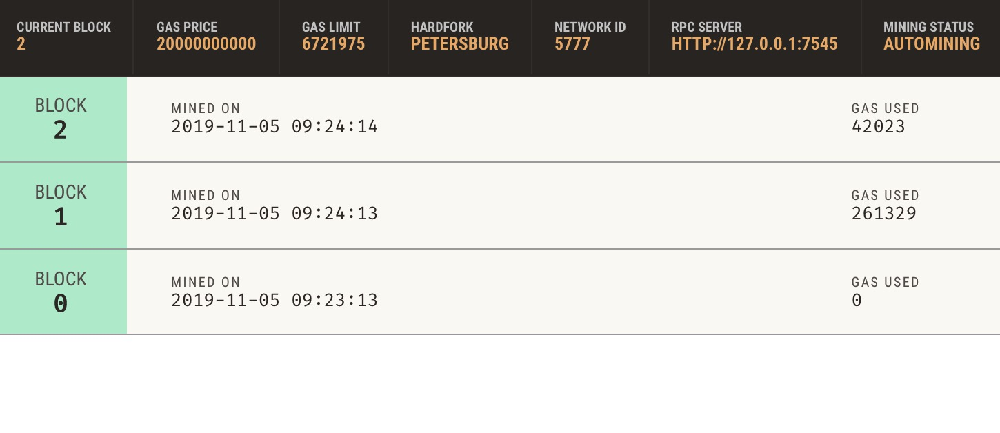 CURRENT BLOCK GAS PRICE GAS LIMIT HARDFORK NETWORK ID RPC SERVER MINING STATUS
2 20000000000 6721975 PETERSBURG 5777 HTTP://127.0.0.1:7545 AUTOMINING
BLOCK MINED ON GAS USED
2 2019-11-05 09:24:14 42023
BLOCK MINED ON GAS USED
1 2019-11-05 09:24:13 261329
BLOCK MINED ON GAS USED
0 2019-11-05 09:23:13 0